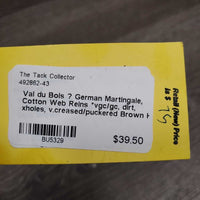 The Tack Collector
492862-43
Val du Bois ? German Martingale,
Cotton Web Reins *vgc/gc, dirt,
xholes, v.creased/puckered Brown H
$39.50
BU5329
Retail (New) Price
is $